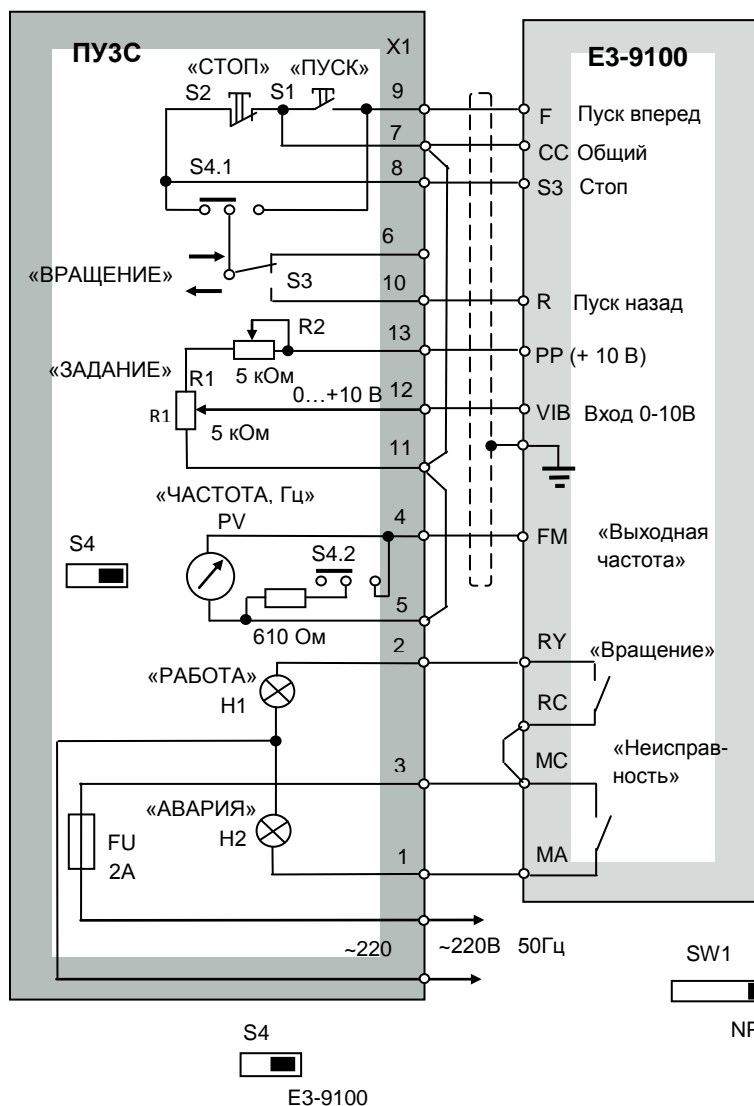 ПУ3С
X1
E3-9100
«СТОП» «ПУСК»
S2 S1
9
F Пуск вперед
7
CC Общий
8
S3 Стоп
S4.1
6
«ВРАЩЕНИЕ»
S3
10
R Пуск назад
R2
13
PP (+ 10 В)
«ЗАДАНИЕ»
5 кОм
R1
0…+10 В 12
R1
VIB Вход 0-10В
5 кОм
11
«ЧАСТОТА, Гц»
PV
4
FM «Выходная
частота»
S4
S4.2
5
610 Ом
2
RY «Вращение»
«РАБОТА»
H1
RC
3
MC «Неисправ-
ность»
«АВАРИЯ»
H2
FU
2А
1
MA
~220 ~220В 50Гц
SW1
S4
E3-9100